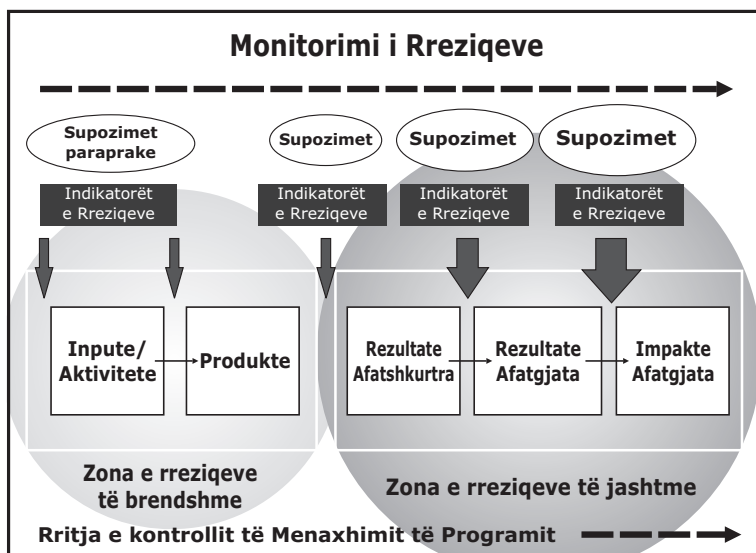 Monitorimi i Rreziqeve
Supozimet
paraprake
Supozimet
Supozimet
Supozimet
Indikatorët
e Rreziqeve
Indikatorët
e Rreziqeve
Indikatorët
e Rreziqeve
Indikatorët
e Rreziqeve
Inpute/
Aktivitete
Produkte
Rezultate
Afatshkurtra
Rezultate
Afatgjata
Impakte
Afatgjata
Zona e rreziqeve
të brendshme
Zona e rreziqeve të jashtme
Rritja e kontrollit të Menaxhimit të Programit